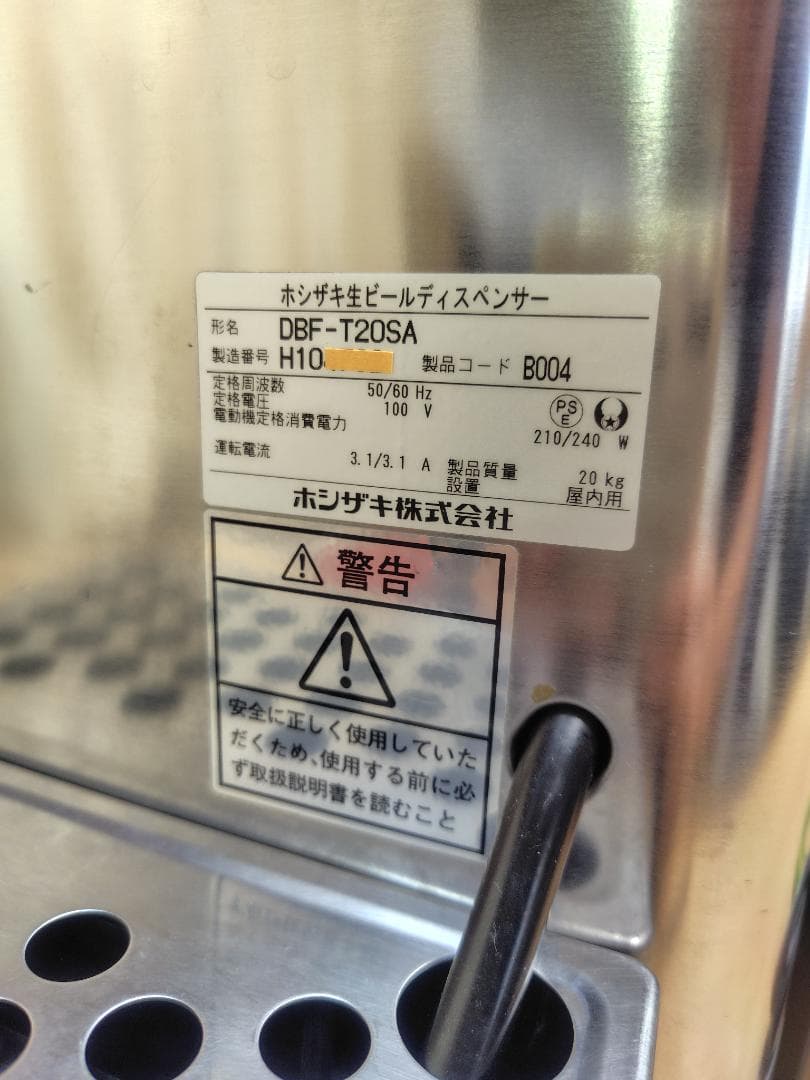 ホシザキ生ビールディスペンサー
形名 DBF-T20SA
製造番号 H10 製品コード B004
定格周波数 50/60 Hz
定格電圧 100 V
PS E
電動機定格消費電力 210/240 W
運転電流 3.1/3.1 A 製品質量 20 kg
設置 屋内用
ホシザキ株式会社
警告
安全に正しく使用していた
だくため、使用する前に必
ず取扱説明書を読むこと